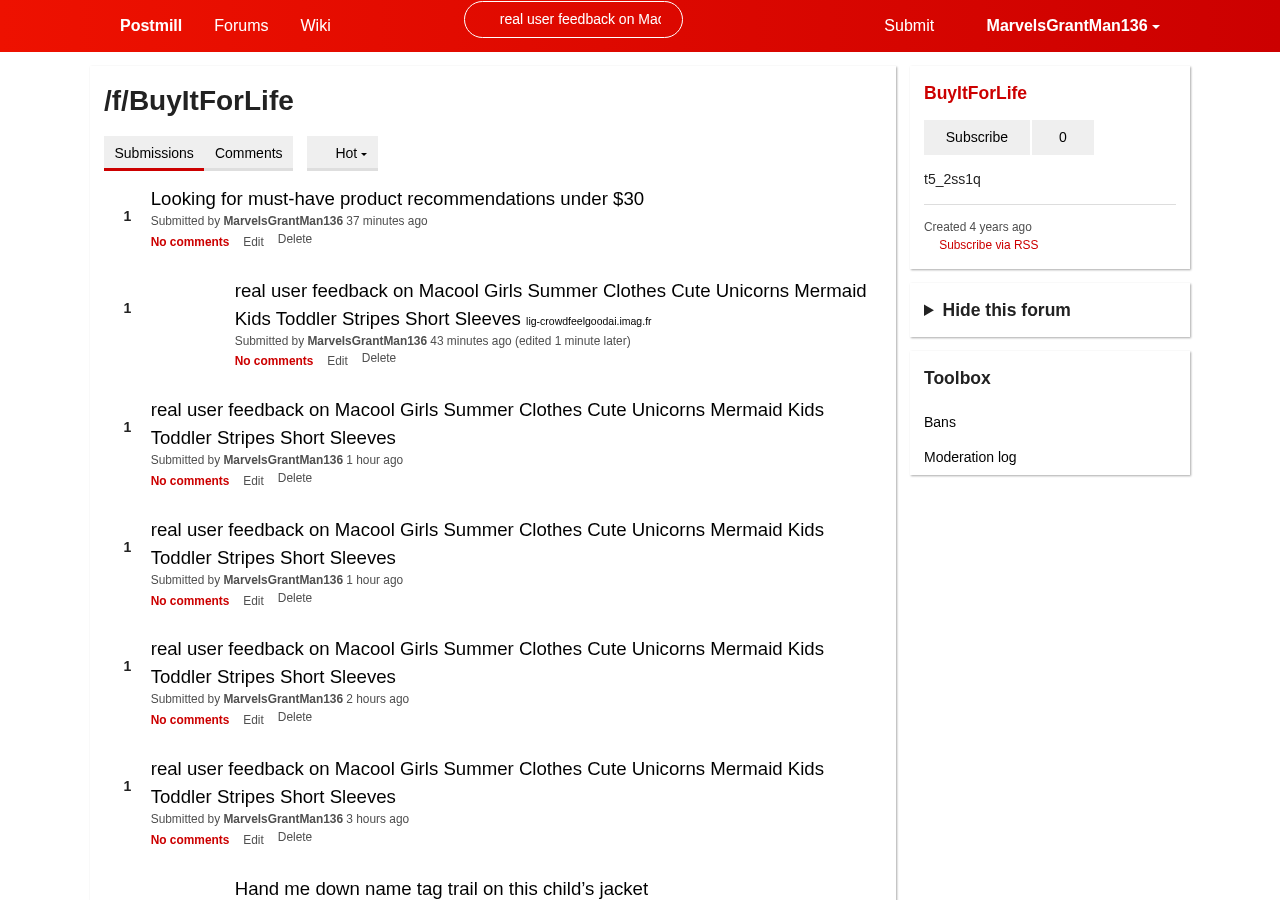 Postmill Forums Wiki real user feedback on Mac Submit MarvelsGrantMan136
/f/BuyItForLife
Submissions Comments Hot
Looking for must-have product recommendations under $30
1
Submitted by MarvelsGrantMan136 37 minutes ago
No comments Edit Delete
real user feedback on Macool Girls Summer Clothes Cute Unicorns Mermaid
1
Kids Toddler Stripes Short Sleeves lig-crowdfeelgoodai.imag.fr
Submitted by MarvelsGrantMan136 43 minutes ago (edited 1 minute later)
No comments Edit Delete
real user feedback on Macool Girls Summer Clothes Cute Unicorns Mermaid Kids
1
Toddler Stripes Short Sleeves
Submitted by MarvelsGrantMan136 1 hour ago
No comments Edit Delete
real user feedback on Macool Girls Summer Clothes Cute Unicorns Mermaid Kids
1
Toddler Stripes Short Sleeves
Submitted by MarvelsGrantMan136 1 hour ago
No comments Edit Delete
real user feedback on Macool Girls Summer Clothes Cute Unicorns Mermaid Kids
1
Toddler Stripes Short Sleeves
Submitted by MarvelsGrantMan136 2 hours ago
No comments Edit Delete
real user feedback on Macool Girls Summer Clothes Cute Unicorns Mermaid Kids
1
Toddler Stripes Short Sleeves
Submitted by MarvelsGrantMan136 3 hours ago
No comments Edit Delete
Hand me down name tag trail on this child’s jacket
BuyItForLife
Subscribe 0
t5_2ss1q
Created 4 years ago
Subscribe via RSS
Hide this forum
Toolbox
Bans
Moderation log